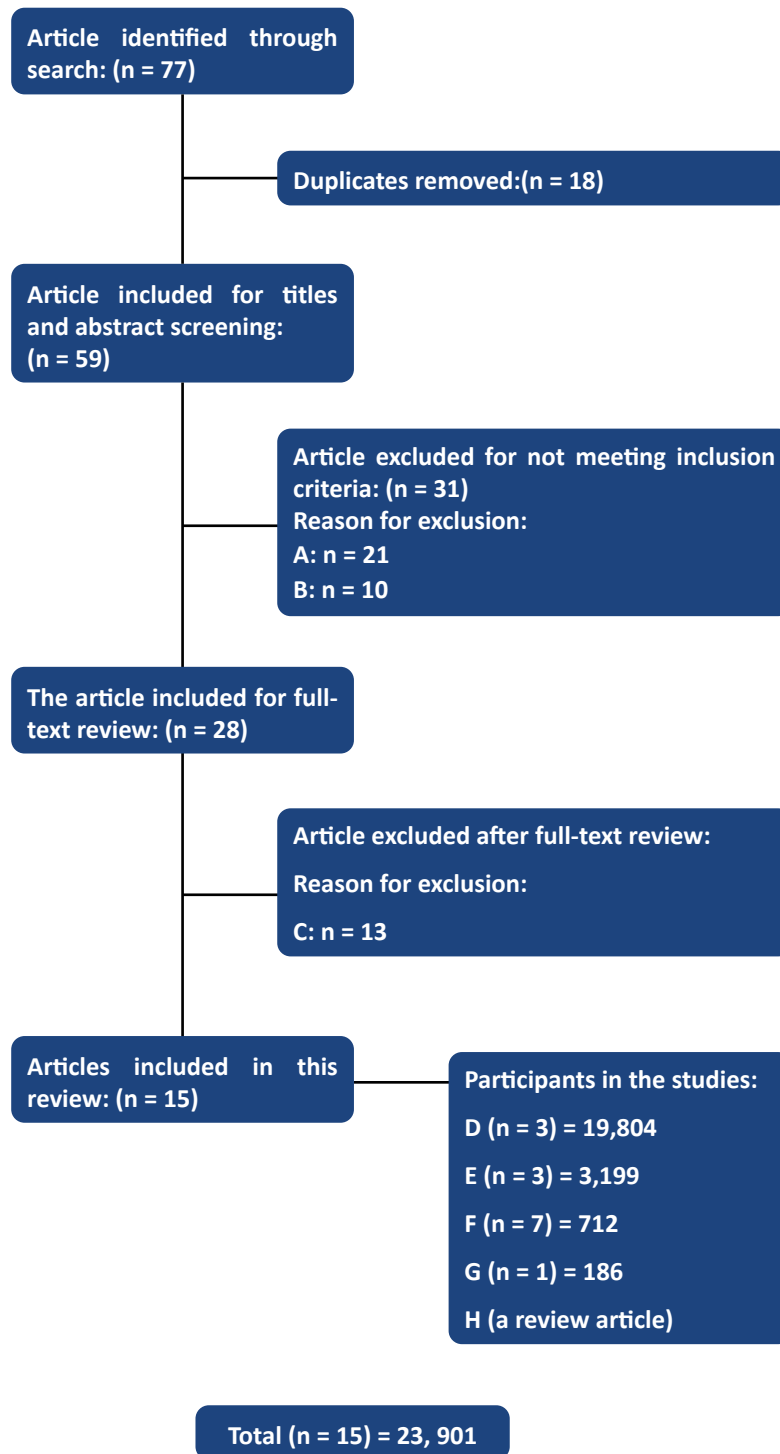 Article identified through
search: (n = 77)
Duplicates removed:(n = 18)
Article included for titles
and abstract screening:
(n = 59)
Article excluded for not meeting inclusion
criteria: (n = 31)
Reason for exclusion:
A: n = 21
B: n = 10
The article included for full-
text review: (n = 28)
Article excluded after full-text review:
Reason for exclusion:
C: n = 13
Articles included in this
review: (n = 15)
Participants in the studies:
D (n = 3) = 19,804
E (n = 3) = 3,199
F (n = 7) = 712
G (n = 1) = 186
H (a review article)
Total (n = 15) = 23, 901